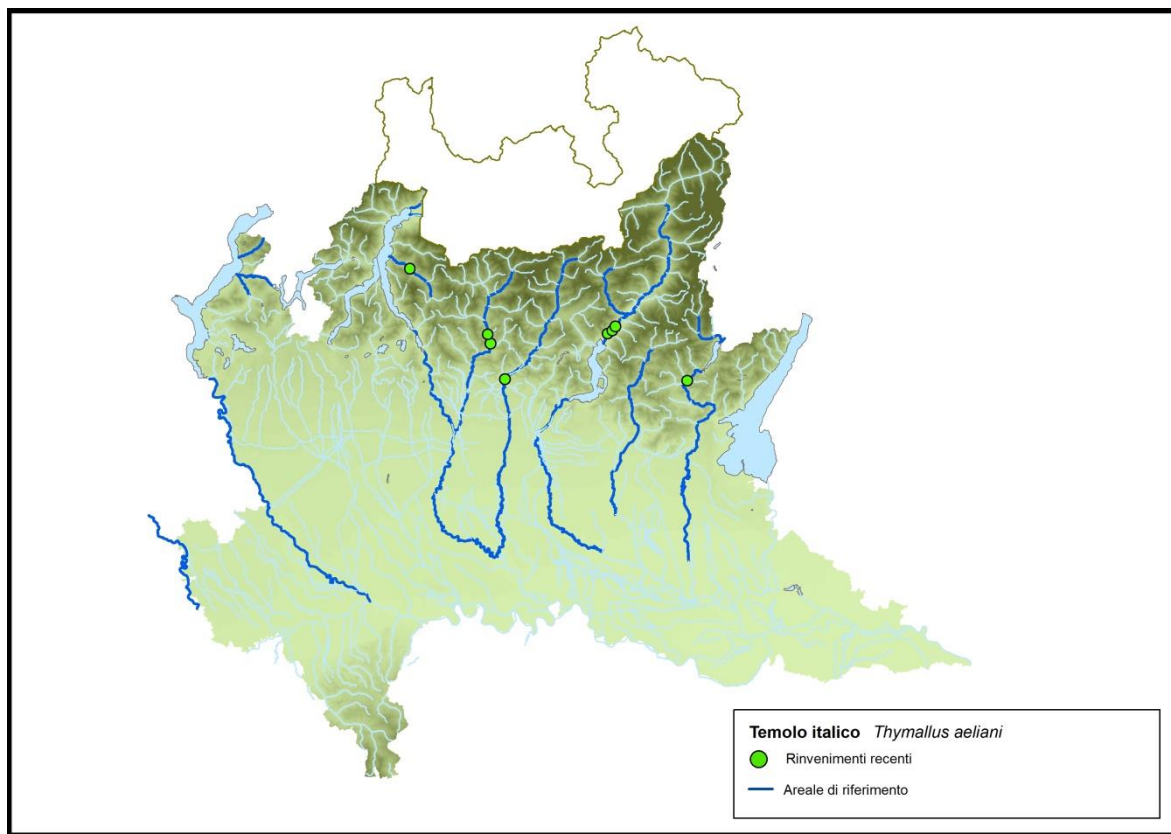 Temolo italico Thymallus aeliani
Rinvenimenti recenti
Areale di riferimento